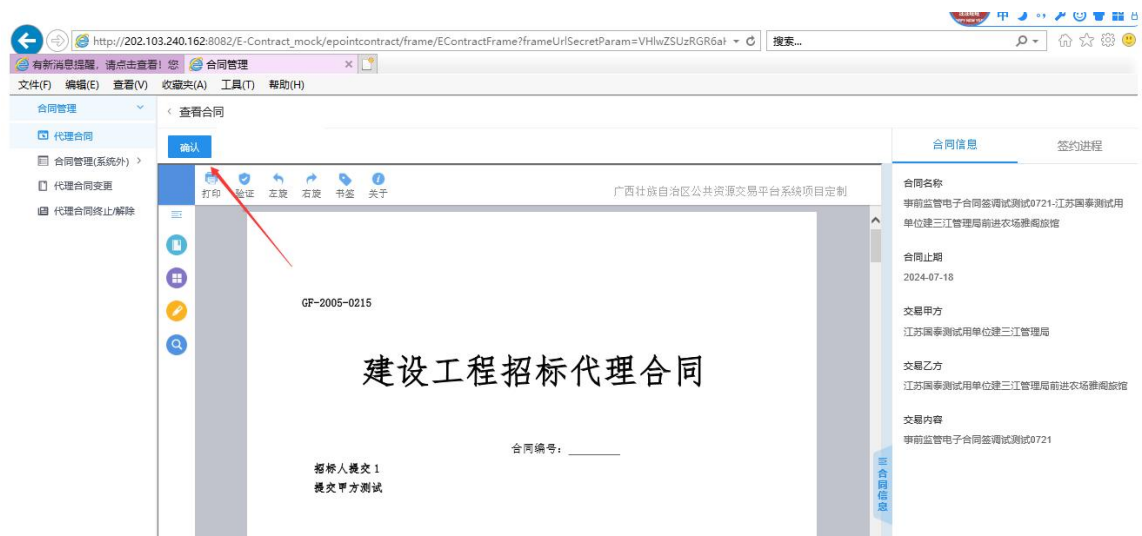 中
http://202.103.240.162:8082/E-Contract_mock/epointcontract/frame/EContractFrame?frameUrlSecretParam=VHlwZSUzRGR6al
搜索...
有新消息提醒，请点击查看！您
合同管理
文件(F) 编辑(E) 查看(V) 收藏夹(A) 工具(T) 帮助(H)
合同管理
查看合同
代理合同
合同管理(系统外)
代理合同变更
代理合同终止/解除
确认
合同信息 签约进程
打印 验证 左旋 右旋 书签 关于
广西壮族自治区公共资源交易平台系统项目定制
GF-2005-0215
建设工程招标代理合同
合同编号：
招标人提交 1
提交甲方测试
合同信息
合同名称
事前监管电子合同签调试测试0721-江苏国泰测试用
单位建三江管理局前进农场雅阁旅馆
合同止期
2024-07-18
交易甲方
江苏国泰测试用单位建三江管理局
交易乙方
江苏国泰测试用单位建三江管理局前进农场雅阁旅馆
交易内容
事前监管电子合同签调试测试0721